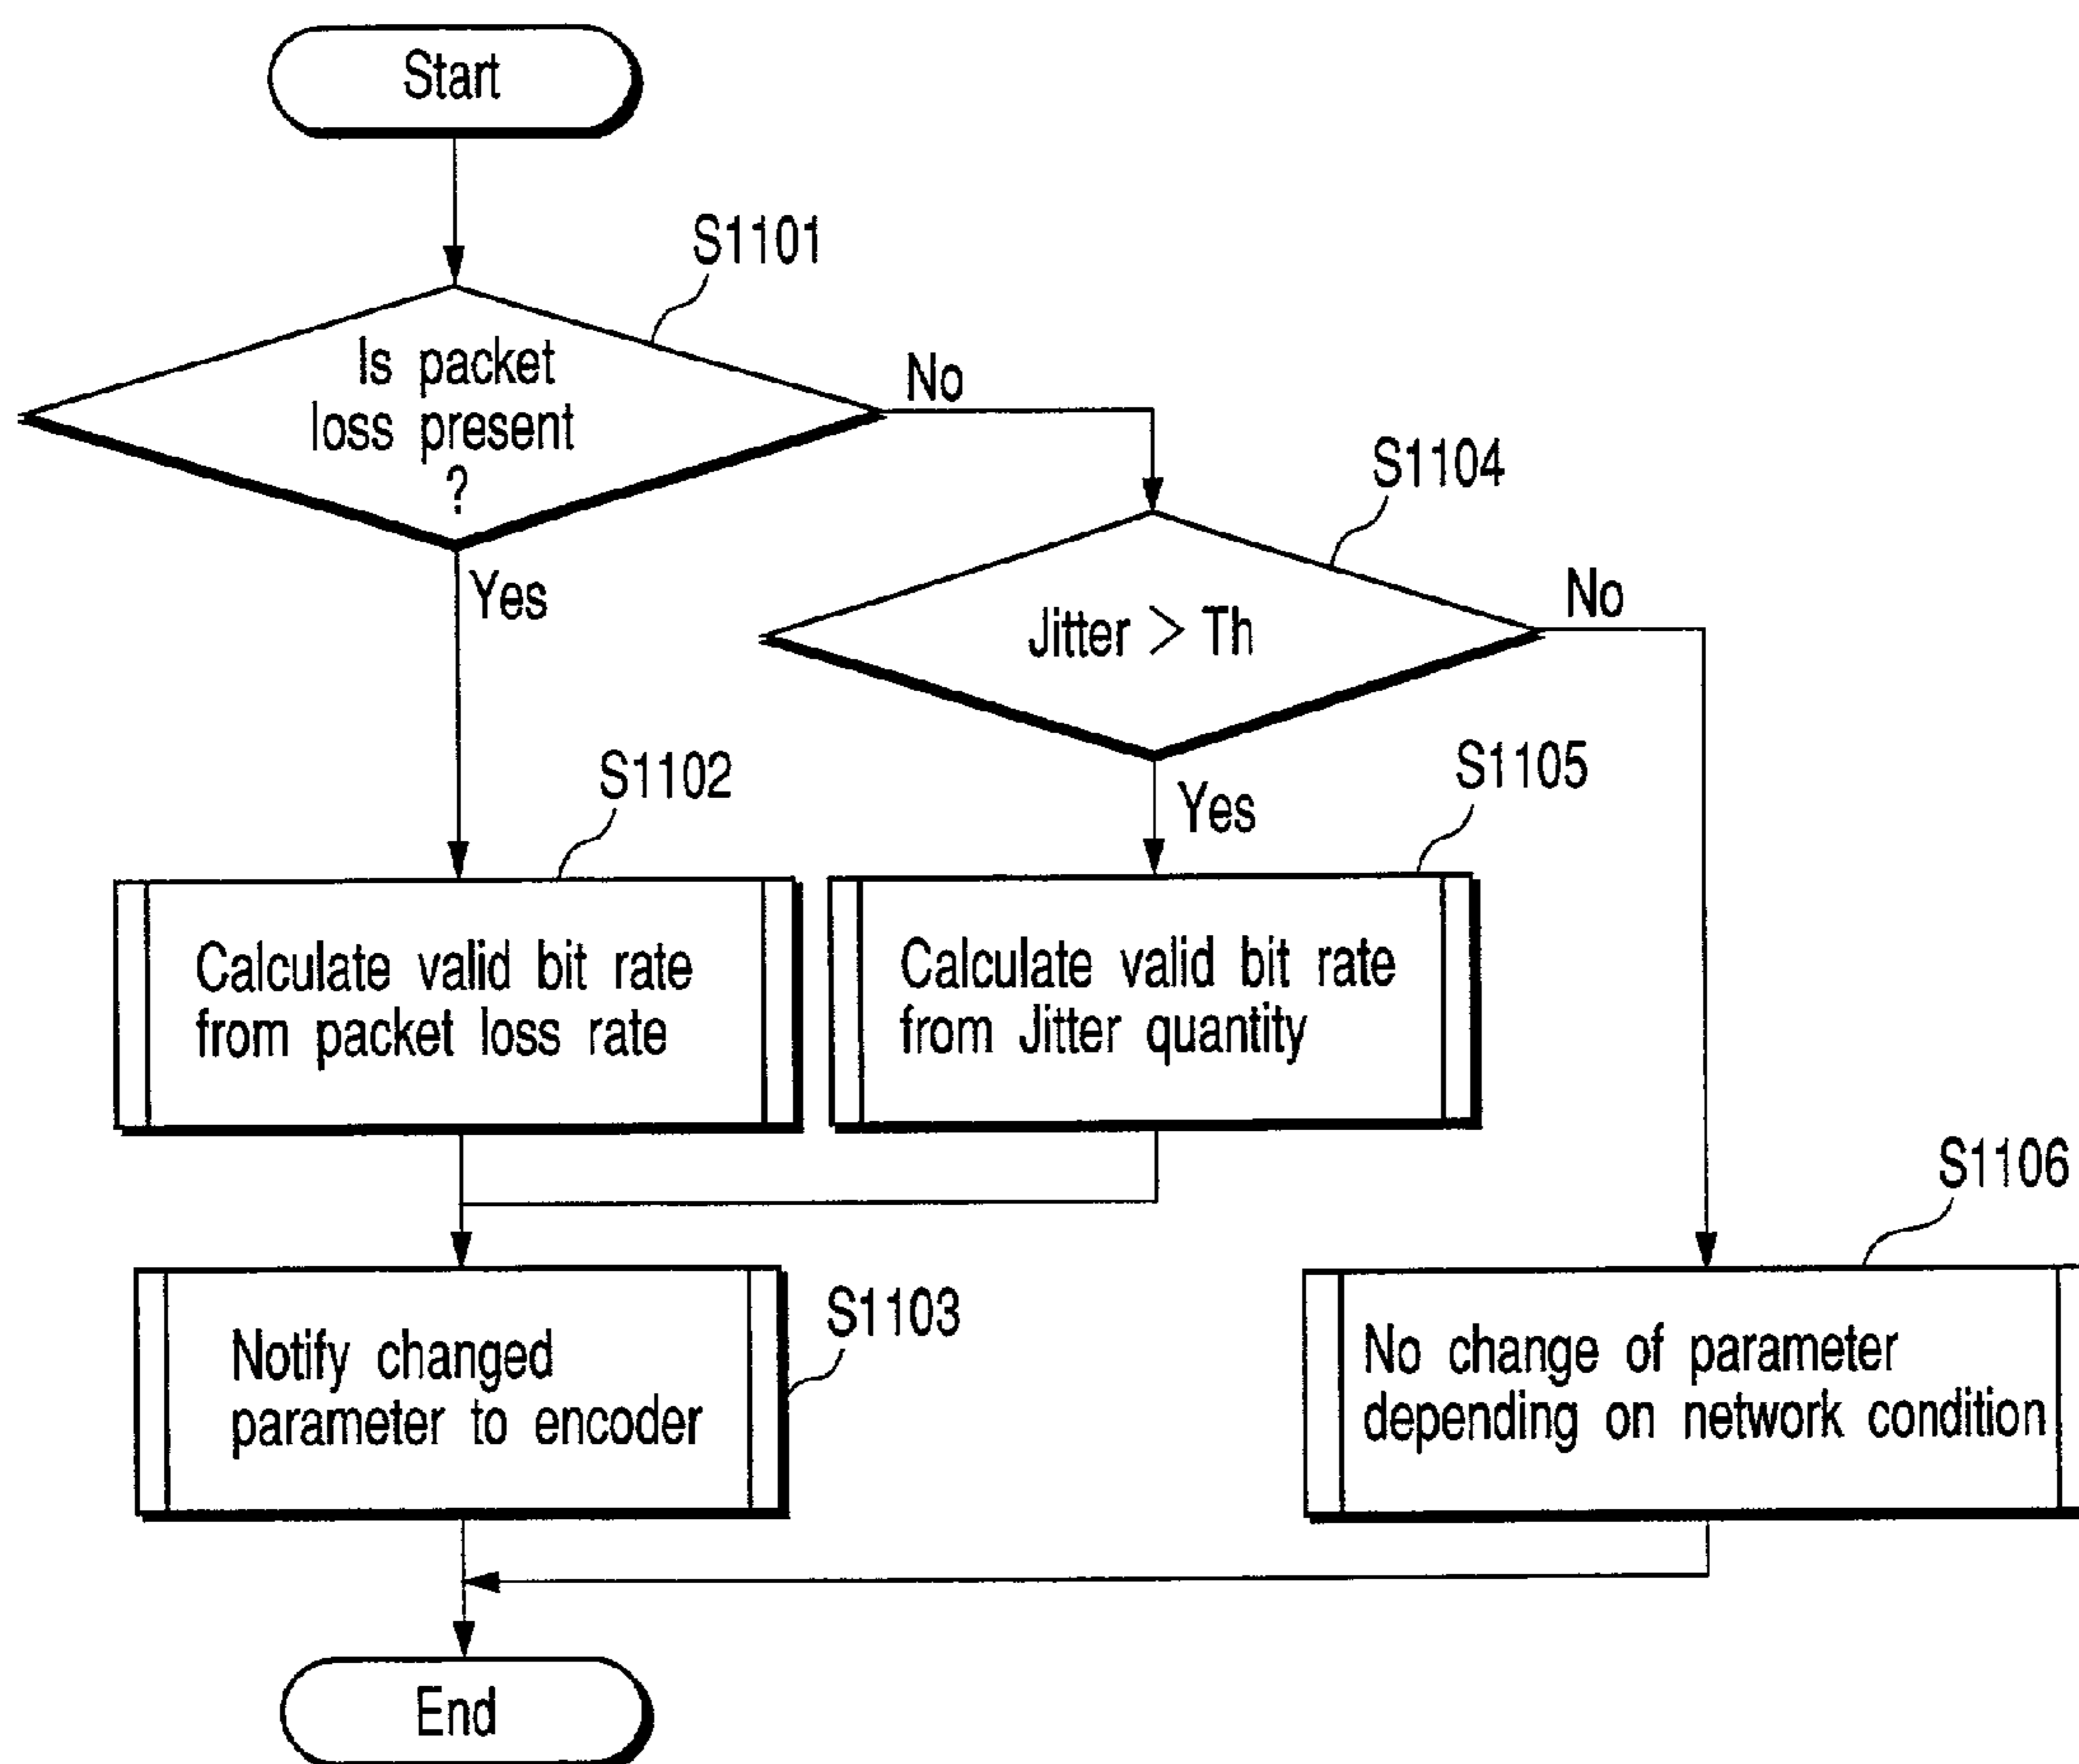 Start
S1101
Is packet
loss present
?
No
Yes
S1104
Jitter > Th
No
Yes
S1102
S1105
Calculate valid bit rate
from packet loss rate
Calculate valid bit rate
from Jitter quantity
S1106
S1103
Notify changed
parameter to encoder
No change of parameter
depending on network condition
End